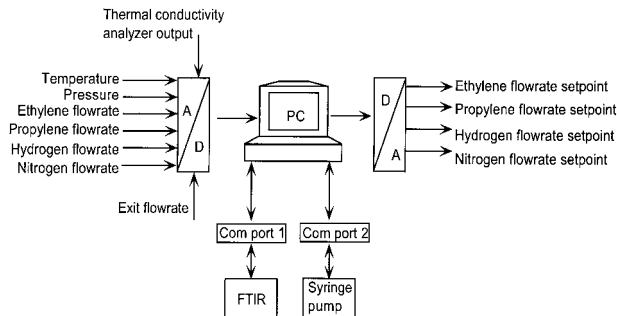 Thermal conductivity
analyzer output
Temperature
Pressure
Ethylene flowrate
Propylene flowrate
Hydrogen flowrate
Nitrogen flowrate
A
D
Exit flowrate
PC
D
A
Ethylene flowrate setpoint
Propylene flowrate setpoint
Hydrogen flowrate setpoint
Nitrogen flowrate setpoint
Com port 1
Com port 2
FTIR
Syringe
pump